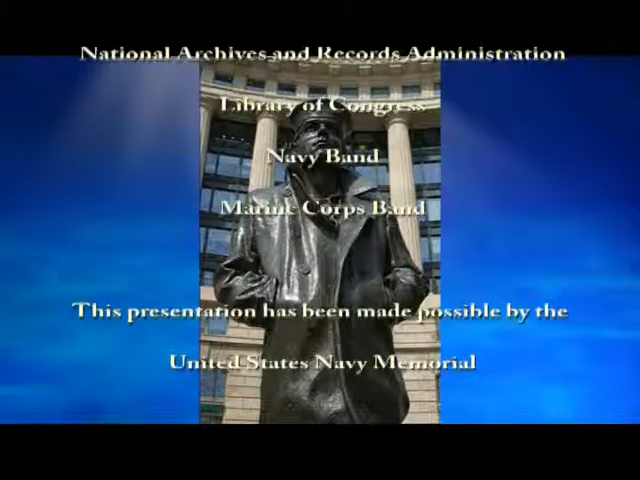 National Archives and Records Administration
Library of Congress
Navy Band
Marine Corps Band
This presentation has been made possible by the
United States Navy Memorial